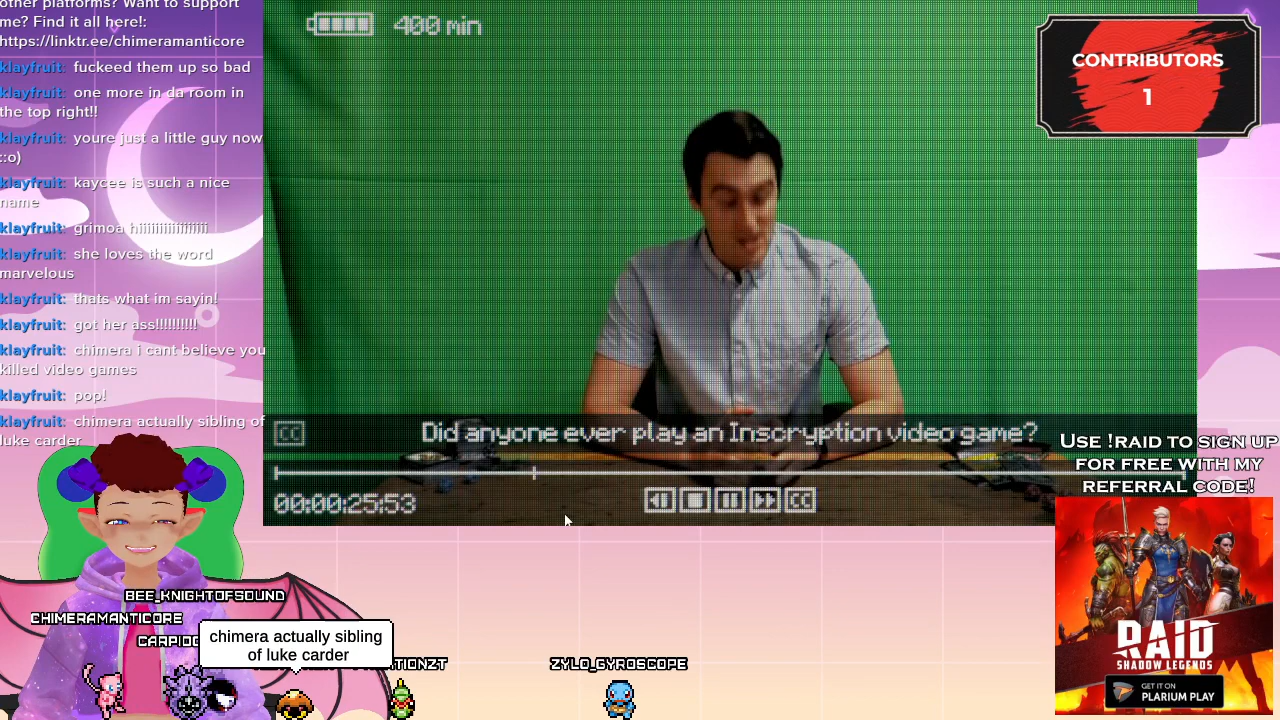 other platforms? Want to support
me? Find it all here!:
https://linktr.ee/chimeramanticore
klayfruit: fuckeed them up so bad
klayfruit: one more in da room in
the top right!!
klayfruit: youre just a little guy now
::o)
klayfruit: kaycee is such a nice
name
klayfruit: grimoa hiiiiiiiiiiiiiii
klayfruit: she loves the word
marvelous
klayfruit: thats what im sayin!
klayfruit: got her ass!!!!!!!!!!
klayfruit: chimera i cant believe you
killed video games
klayfruit: pop!
klayfruit: chimera actually sibling of
luke carder
400 min
CONTRIBUTORS
1
CC
Did anyone ever play an Inscryption video game?
00:00:25:53
CC
USE !RAID TO SIGN UP
FOR FREE WITH MY
REFERRAL CODE!
RAID
SHADOW LEGENDS
GET IT ON
PLARIUM PLAY
BEE_KNIGHTOFSOUND
CHIMERAMANTICORE
chimera actually sibling
of luke carder
ZYLO_GYROSCOPE